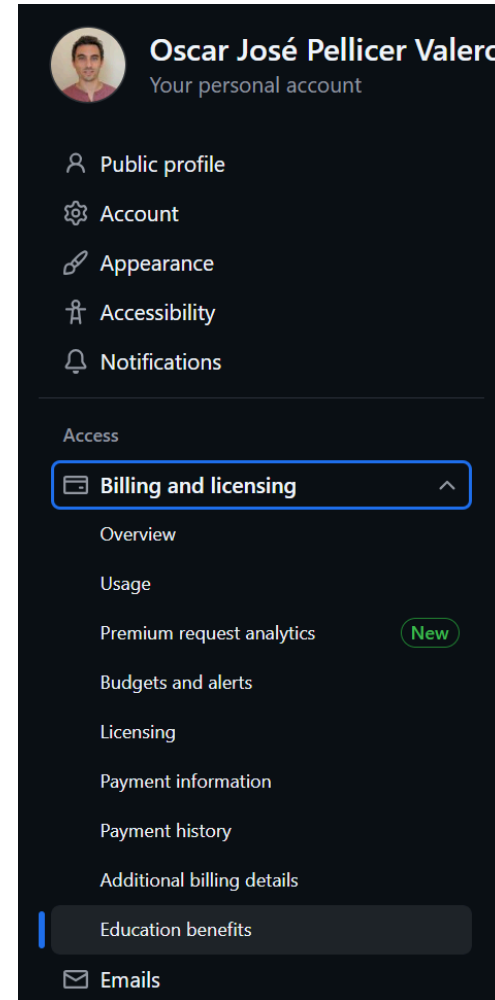 Oscar José Pellicer Valero
Your personal account
Public profile
Account
Appearance
Accessibility
Notifications
Access
Billing and licensing
Overview
Usage
Premium request analytics New
Budgets and alerts
Licensing
Payment information
Payment history
Additional billing details
Education benefits
Emails